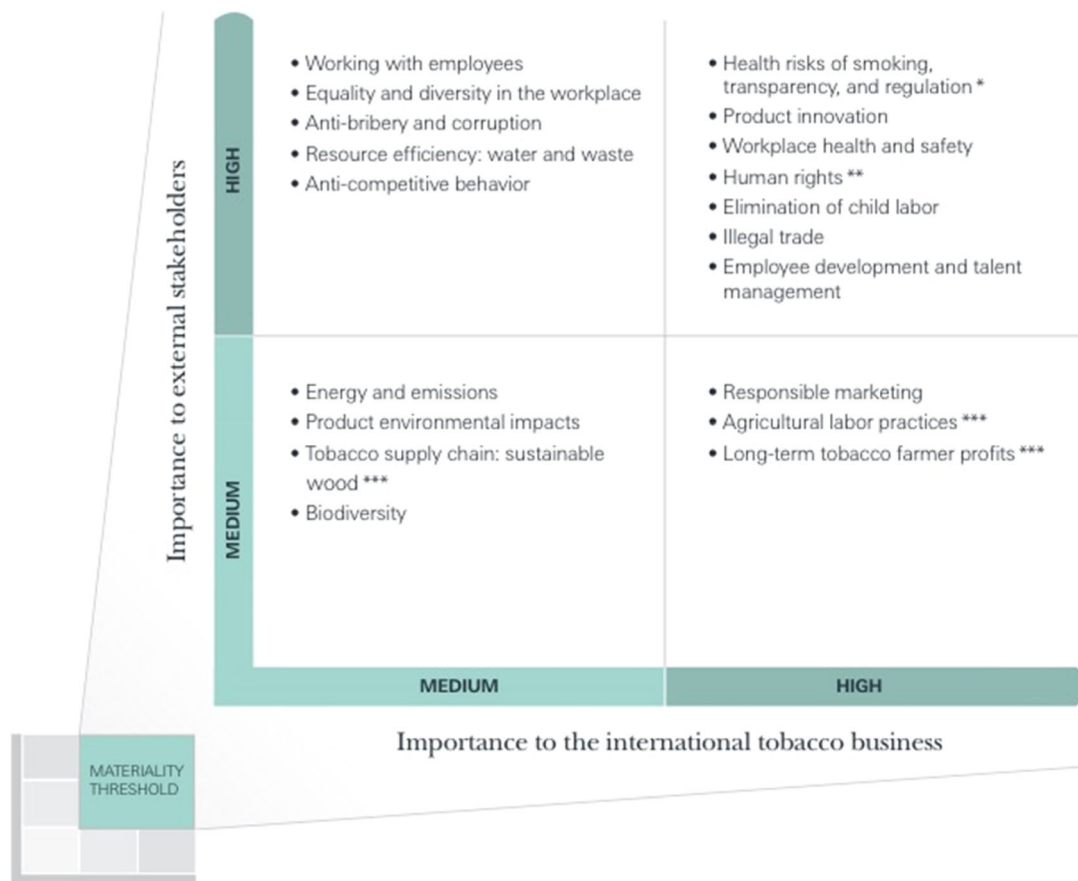 Importance to external stakeholders
HIGH
• Working with employees
• Equality and diversity in the workplace
• Anti-bribery and corruption
• Resource efficiency: water and waste
• Anti-competitive behavior
• Health risks of smoking,
transparency, and regulation *
• Product innovation
• Workplace health and safety
• Human rights **
• Elimination of child labor
• Illegal trade
• Employee development and talent
management
MEDIUM
• Energy and emissions
• Product environmental impacts
• Tobacco supply chain: sustainable
wood ***
• Biodiversity
• Responsible marketing
• Agricultural labor practices ***
• Long-term tobacco farmer profits ***
MEDIUM
HIGH
Importance to the international tobacco business
MATERIALITY
THRESHOLD